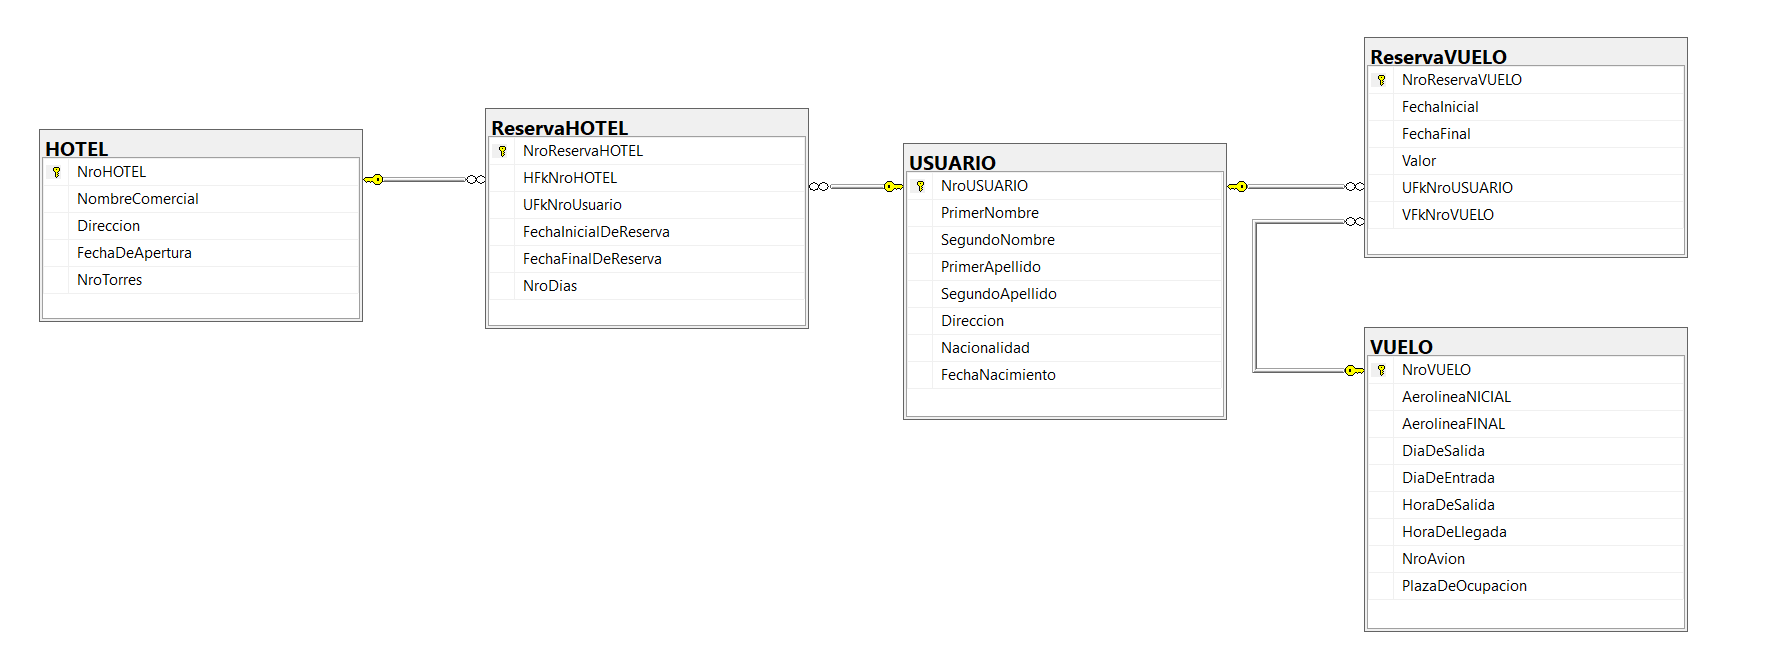 HOTEL
NroHOTEL
NombreComercial
Direccion
FechaDeApertura
NroTorres
ReservaHOTEL
NroReservaHOTEL
HFkNroHOTEL
UFkNroUsuario
FechaInicialDeReserva
FechaFinalDeReserva
NroDias
USUARIO
NroUSUARIO
PrimerNombre
SegundoNombre
PrimerApellido
SegundoApellido
Direccion
Nacionalidad
FechaNacimiento
ReservaVUELO
NroReservaVUELO
FechaInicial
FechaFinal
Valor
UFkNroUSUARIO
VFkNroVUELO
VUELO
NroVUELO
AerolineaNICIAL
AerolineaFINAL
DiaDeSalida
DiaDeEntrada
HoraDeSalida
HoraDeLlegada
NroAvion
PlazaDeOcupacion